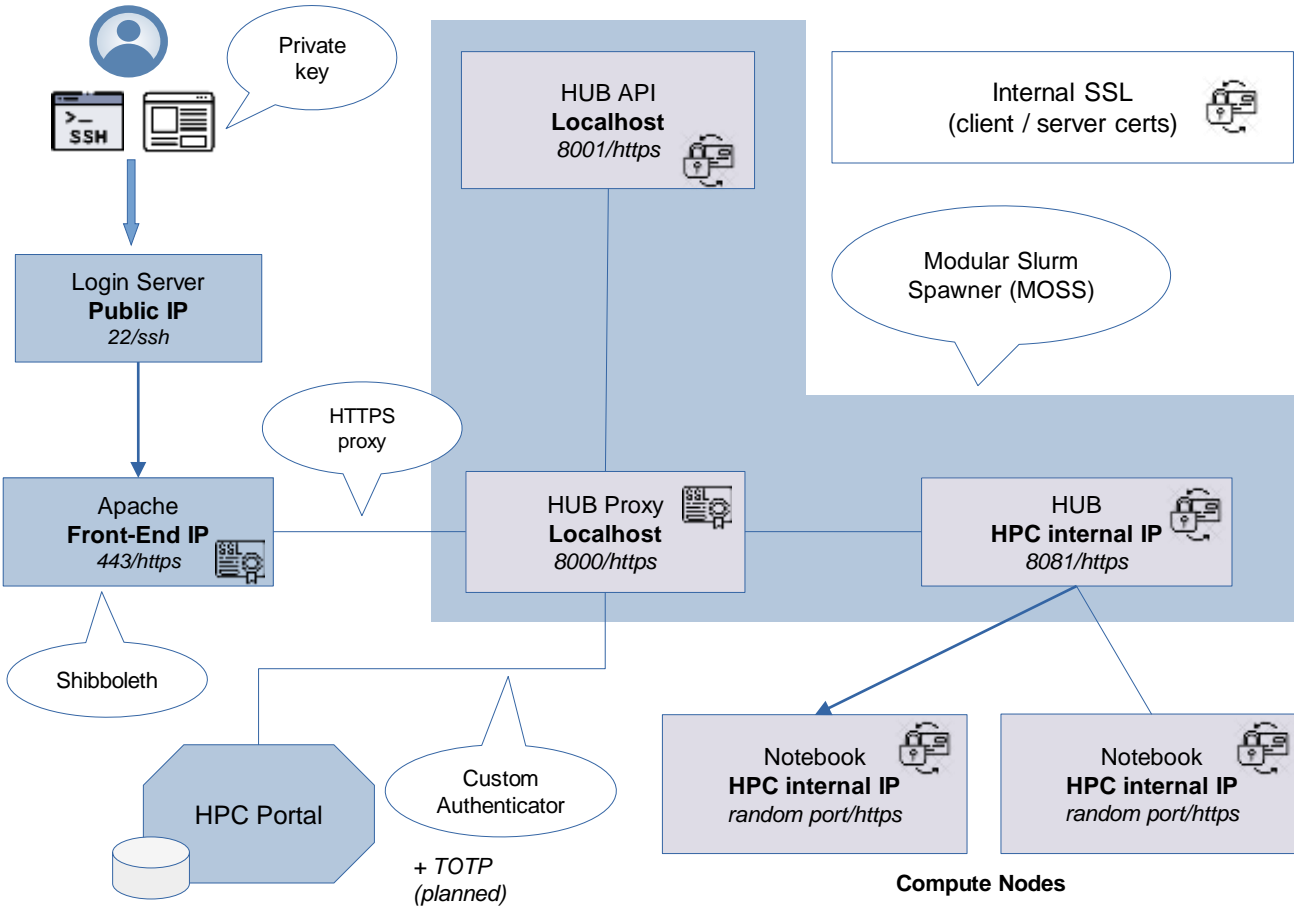 Private
key
>_
SSH
HUB API
Localhost
8001/https
Internal SSL
(client / server certs)
Login Server
Public IP
22/ssh
Modular Slurm
Spawner (MOSS)
HTTPS
proxy
Apache
Front-End IP
443/https
SSL
HUB Proxy
Localhost
8000/https
SSL
HUB
HPC internal IP
8081/https
Shibboleth
HPC Portal
Custom
Authenticator
+ TOTP
(planned)
Notebook
HPC internal IP
random port/https
Notebook
HPC internal IP
random port/https
Compute Nodes